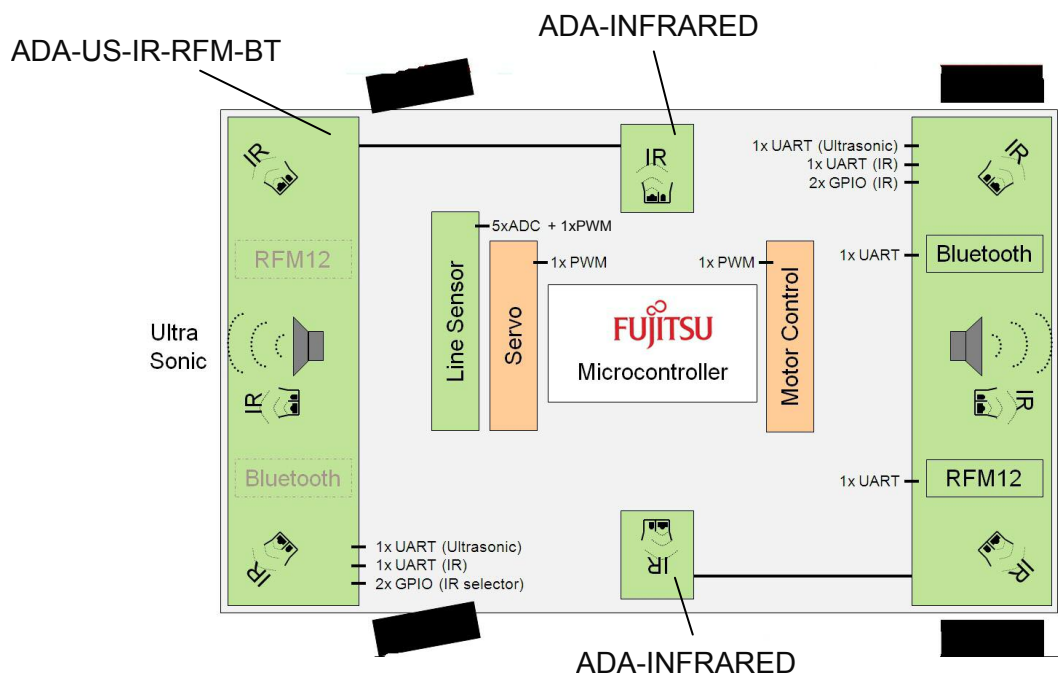 ADA-US-IR-RFM-BT
ADA-INFRARED
IR
RFM12
Ultra
Sonic
IR
Bluetooth
IR
1x UART (Ultrasonic)
1x UART (IR)
2x GPIO (IR selector)
Line Sensor
5xADC + 1xPWM
Servo
1x PWM
IR
FUJITSU
Microcontroller
1x PWM
Motor Control
IR
1x UART (Ultrasonic)
1x UART (IR)
2x GPIO (IR)
IR
1x UART
Bluetooth
IR
1x UART
RFM12
IR
ADA-INFRARED